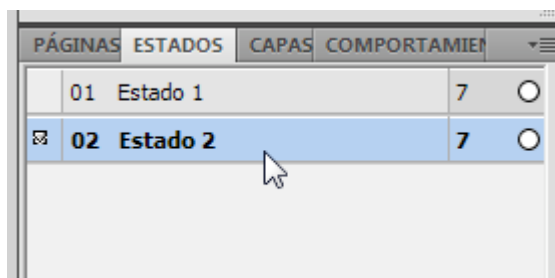 PÁGINAS ESTADOS CAPAS COMPORTAMIEN
01 Estado 1 7
02 Estado 2 7